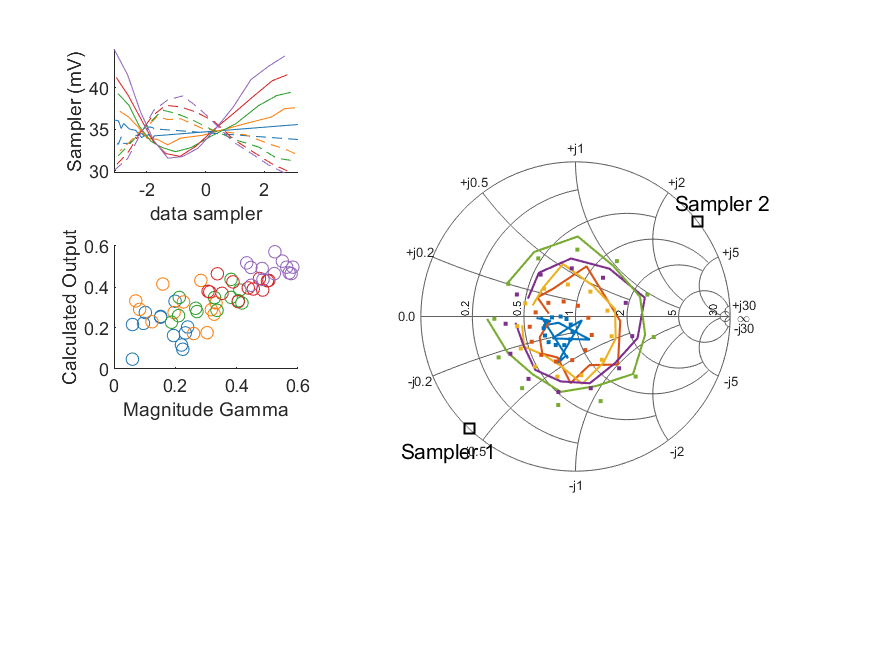 Sampler (mV)
40
35
30
-2
0
2
data sampler
Calculated Output
0.6
0.4
0.2
0
0
0.2
0.4
0.6
Magnitude Gamma
+j1
+j0.5
+j2
Sampler 2
+j0.2
+j5
0.0
0.2
0.5
1
2
5
30
+j30
∞
-j30
-j0.2
-j5
Sampler 1
-j0.5
-j2
-j1